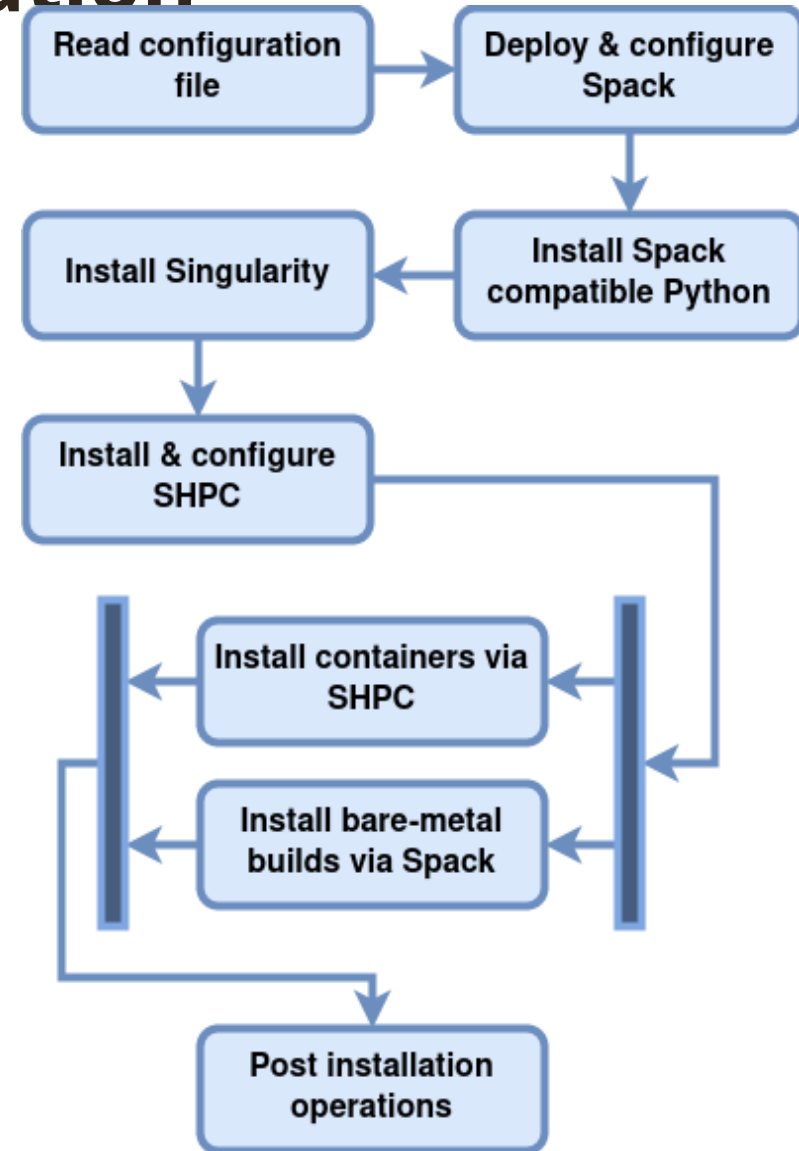 Read configuration
file
Deploy & configure
Spack
Install Spack
compatible Python
Install Singularity
Install & configure
SHPC
Install containers via
SHPC
Install bare-metal
builds via Spack
Post installation
operations